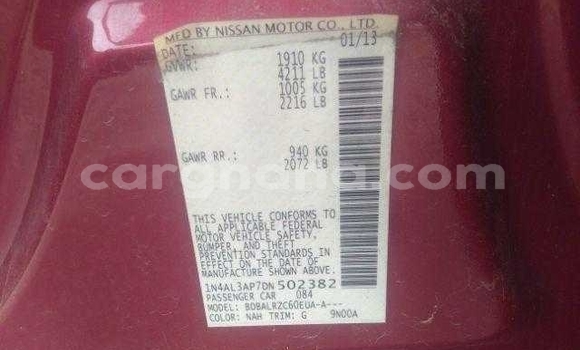 MFD BY NISSAN MOTOR CO., LTD.
DATE: 01/13
GVWR: 1910 KG
4211 LB
GAWR FR.: 1005 KG
2216 LB
GAWR RR.: 940 KG
2072 LB
carghana.com
THIS VEHICLE CONFORMS TO
ALL APPLICABLE FEDERAL
MOTOR VEHICLE SAFETY,
BUMPER, AND THEFT
PREVENTION STANDARDS IN
EFFECT ON THE DATE OF
MANUFACTURE SHOWN ABOVE.
1N4AL3AP7DN 502382
PASSENGER CAR 084
MODEL: BDBALRZC60EUA-A---
COLOR: NAH TRIM: G 9N00A